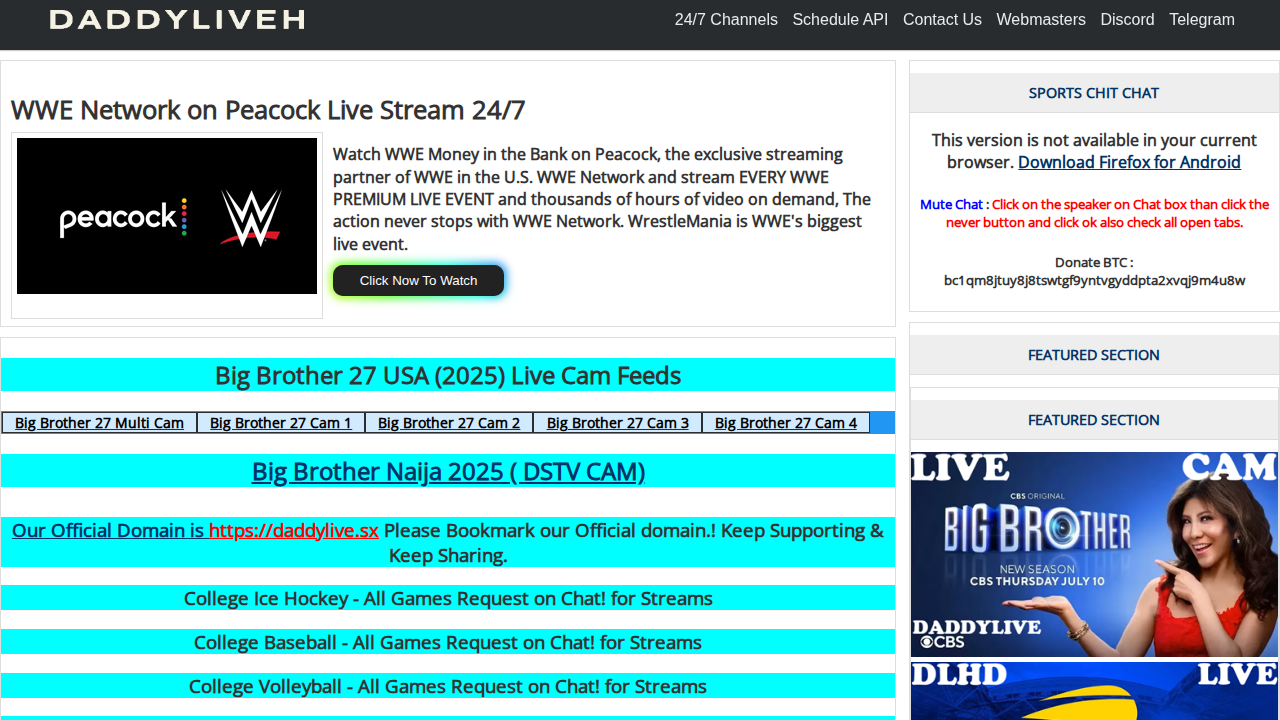 DADDYLIVEH
24/7 Channels Schedule API Contact Us Webmasters Discord Telegram
WWE Network on Peacock Live Stream 24/7
peacock W
Watch WWE Money in the Bank on Peacock, the exclusive streaming
partner of WWE in the U.S. WWE Network and stream EVERY WWE
PREMIUM LIVE EVENT and thousands of hours of video on demand, The
action never stops with WWE Network. WrestleMania is WWE's biggest
live event.
Click Now To Watch
Big Brother 27 USA (2025) Live Cam Feeds
Big Brother 27 Multi Cam Big Brother 27 Cam 1 Big Brother 27 Cam 2 Big Brother 27 Cam 3 Big Brother 27 Cam 4
Big Brother Naija 2025 ( DSTV CAM)
Our Official Domain is https://daddylive.sx Please Bookmark our Official domain.! Keep Supporting &
Keep Sharing.
College Ice Hockey - All Games Request on Chat! for Streams
College Baseball - All Games Request on Chat! for Streams
College Volleyball - All Games Request on Chat! for Streams
SPORTS CHIT CHAT
This version is not available in your current
browser. Download Firefox for Android
Mute Chat : Click on the speaker on Chat box than click the
never button and click ok also check all open tabs.
Donate BTC :
bc1qm8jtuy8j8tswtgf9yntvgyddpta2xvqj9m4u8w
FEATURED SECTION
FEATURED SECTION
LIVE CAM
CBS ORIGINAL
BIG BROTHER
NEW SEASON
CBS THURSDAY JULY 10
DADDYLIVE
CBS
DLHD LIVE